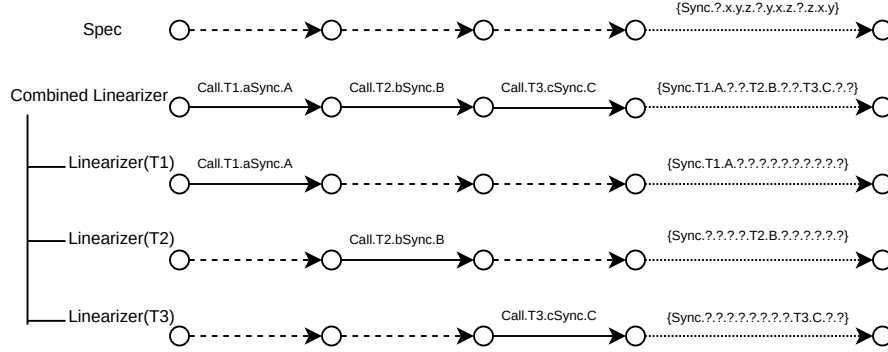 {Sync.?.x.y.z.?.y.x.z.?.z.x.y}
Spec
Combined Linearizer
Call.T1.aSync.A
Call.T2.bSync.B
Call.T3.cSync.C
{Sync.T1.A.?.?.T2.B.?.?.T3.C.?.?}
Linearizer(T1)
Call.T1.aSync.A
{Sync.T1.A.?.?.?.?.?.?.?.?.?.?}
Linearizer(T2)
Call.T2.bSync.B
{Sync.?.?.?.?.T2.B.?.?.?.?.?.?}
Linearizer(T3)
Call.T3.cSync.C
{Sync.?.?.?.?.?.?.?.?.T3.C.?.?}